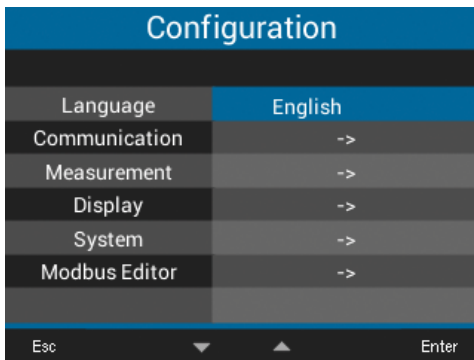 Configuration
Language English
Communication ->
Measurement ->
Display ->
System ->
Modbus Editor ->
Esc Enter